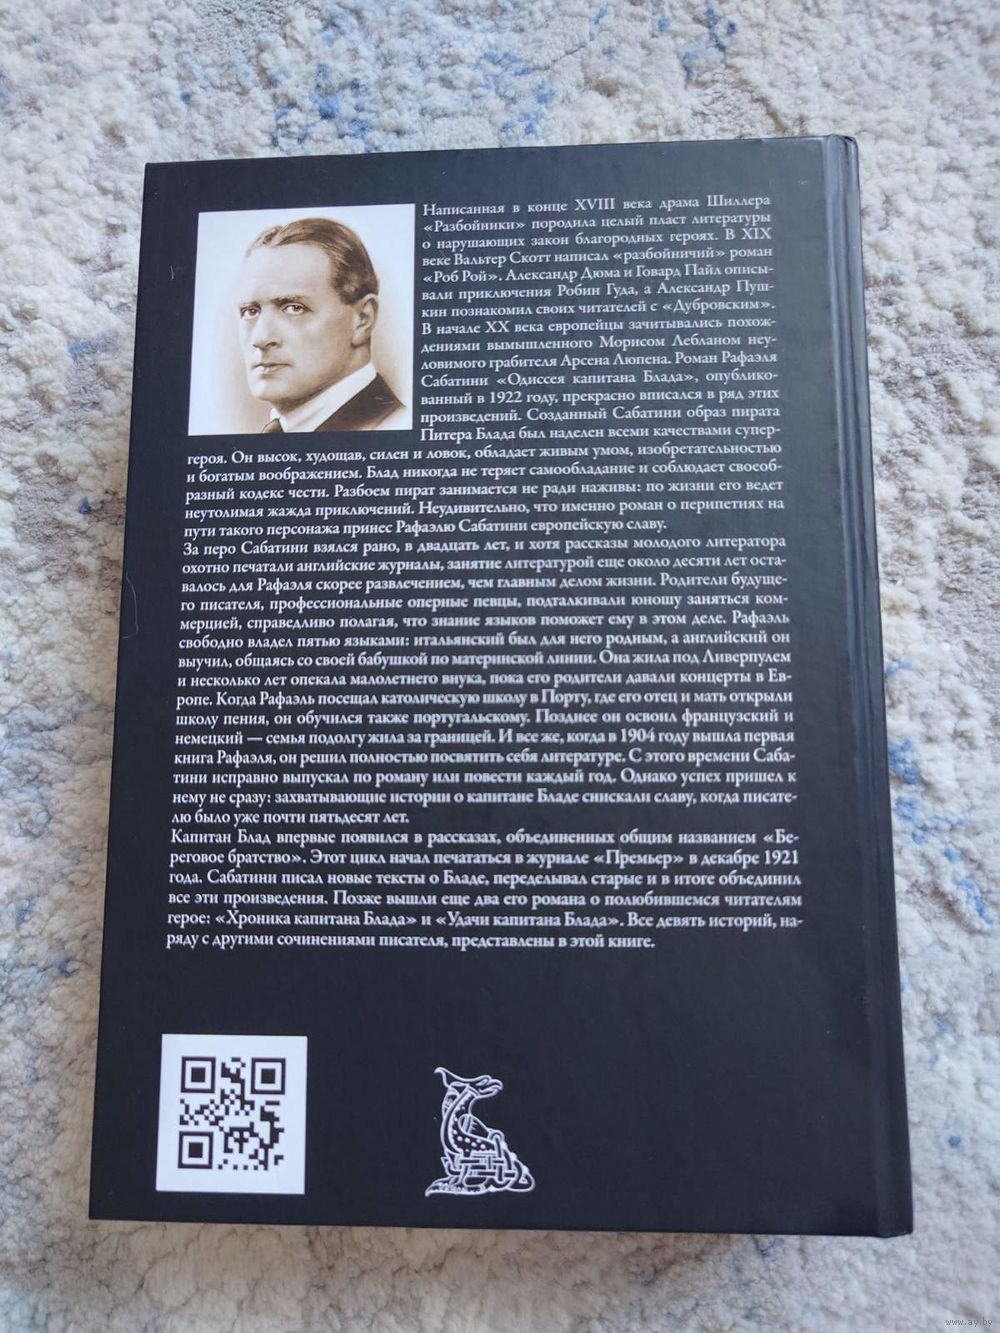 Написанная в конце XVIII века драма Шиллера
«Разбойники» породила целый пласт литературы
о нарушающих закон благородных героях. В XIX
веке Вальтер Скотт написал «разбойничий» роман
«Роб Рой». Александр Дюма и Говард Пайл описы-
вали приключения Робин Гуда, а Александр Пуш-
кин познакомил своих читателей с «Дубровским».
В начале XX века европейцы зачитывались похож-
дениями вымышленного Морисом Лебланом неу-
ловимого грабителя Арсена Люпена. Роман Рафаэля
Сабатини «Одиссея капитана Блада», опублико-
ванный в 1922 году, прекрасно вписался в ряд этих
произведений. Созданный Сабатини образ пирата
Питера Блада был наделен всеми качествами супер-
героя. Он высок, худощав, силен и ловок, обладает живым умом, изобретательностью
и богатым воображением. Блад никогда не теряет самообладание и соблюдает своеоб-
разный кодекс чести. Разбоем пират занимается не ради наживы: по жизни его ведет
неутолимая жажда приключений. Неудивительно, что именно роман о перипетиях на
пути такого персонажа принес Рафаэлю Сабатини европейскую славу.
За перо Сабатини взялся рано, в двадцать лет, и хотя рассказы молодого литератора
охотно печатали английские журналы, занятие литературой еще около десяти лет оста-
валось для Рафаэля скорее развлечением, чем главным делом жизни. Родители будуще-
го писателя, профессиональные оперные певцы, подталкивали юношу заняться ком-
мерцией, справедливо полагая, что знание языков поможет ему в этом деле. Рафаэль
свободно владел пятью языками: итальянский был для него родным, а английский он
выучил, общаясь со своей бабушкой по материнской линии. Она жила под Ливерпулем
и несколько лет опекала малолетнего внука, пока его родители давали концерты в Ев-
ропе. Когда Рафаэль посещал католическую школу в Порту, где его отец и мать открыли
школу пения, он обучился также португальскому. Позднее он освоил французский и
немецкий — семья подолгу жила за границей. И все же, когда в 1904 году вышла первая
книга Рафаэля, он решил полностью посвятить себя литературе. С этого времени Саба-
тини исправно выпускал по роману или повести каждый год. Однако успех пришел к
нему не сразу: захватывающие истории о капитане Бладе снискали славу, когда писате-
лю было уже почти пятьдесят лет.
Капитан Блад впервые появился в рассказах, объединенных общим названием «Бе-
реговое братство». Этот цикл начал печататься в журнале «Премьер» в декабре 1921
года. Сабатини писал новые тексты о Бладе, переделывал старые и в итоге объединил
все эти произведения. Позже вышли еще два его романа о полюбившемся читателям
герое: «Хроника капитана Блада» и «Удачи капитана Блада». Все девять историй, на-
ряду с другими сочинениями писателя, представлены в этой книге.
www.ay.by